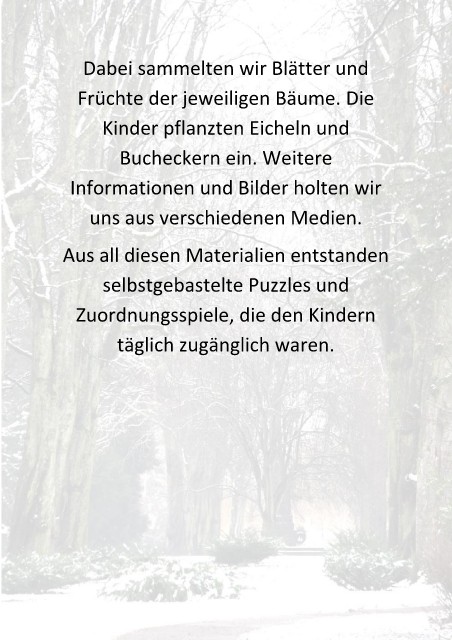 Dabei sammelten wir Blätter und
Früchte der jeweiligen Bäume. Die
Kinder pflanzten Eicheln und
Bucheckern ein. Weitere
Informationen und Bilder holten wir
uns aus verschiedenen Medien.
Aus all diesen Materialien entstanden
selbstgebastelte Puzzles und
Zuordnungsspiele, die den Kindern
täglich zugänglich waren.